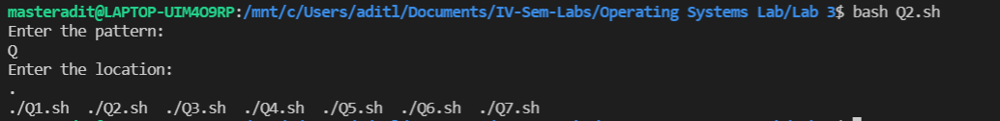 masteradit@LAPTOP-UIM4O9RP:/mnt/c/Users/aditl/Documents/IV-Sem-Labs/Operating Systems Lab/Lab 3$ bash Q2.sh
Enter the pattern:
Q
Enter the location:
.
./Q1.sh  ./Q2.sh  ./Q3.sh  ./Q4.sh  ./Q5.sh  ./Q6.sh  ./Q7.sh